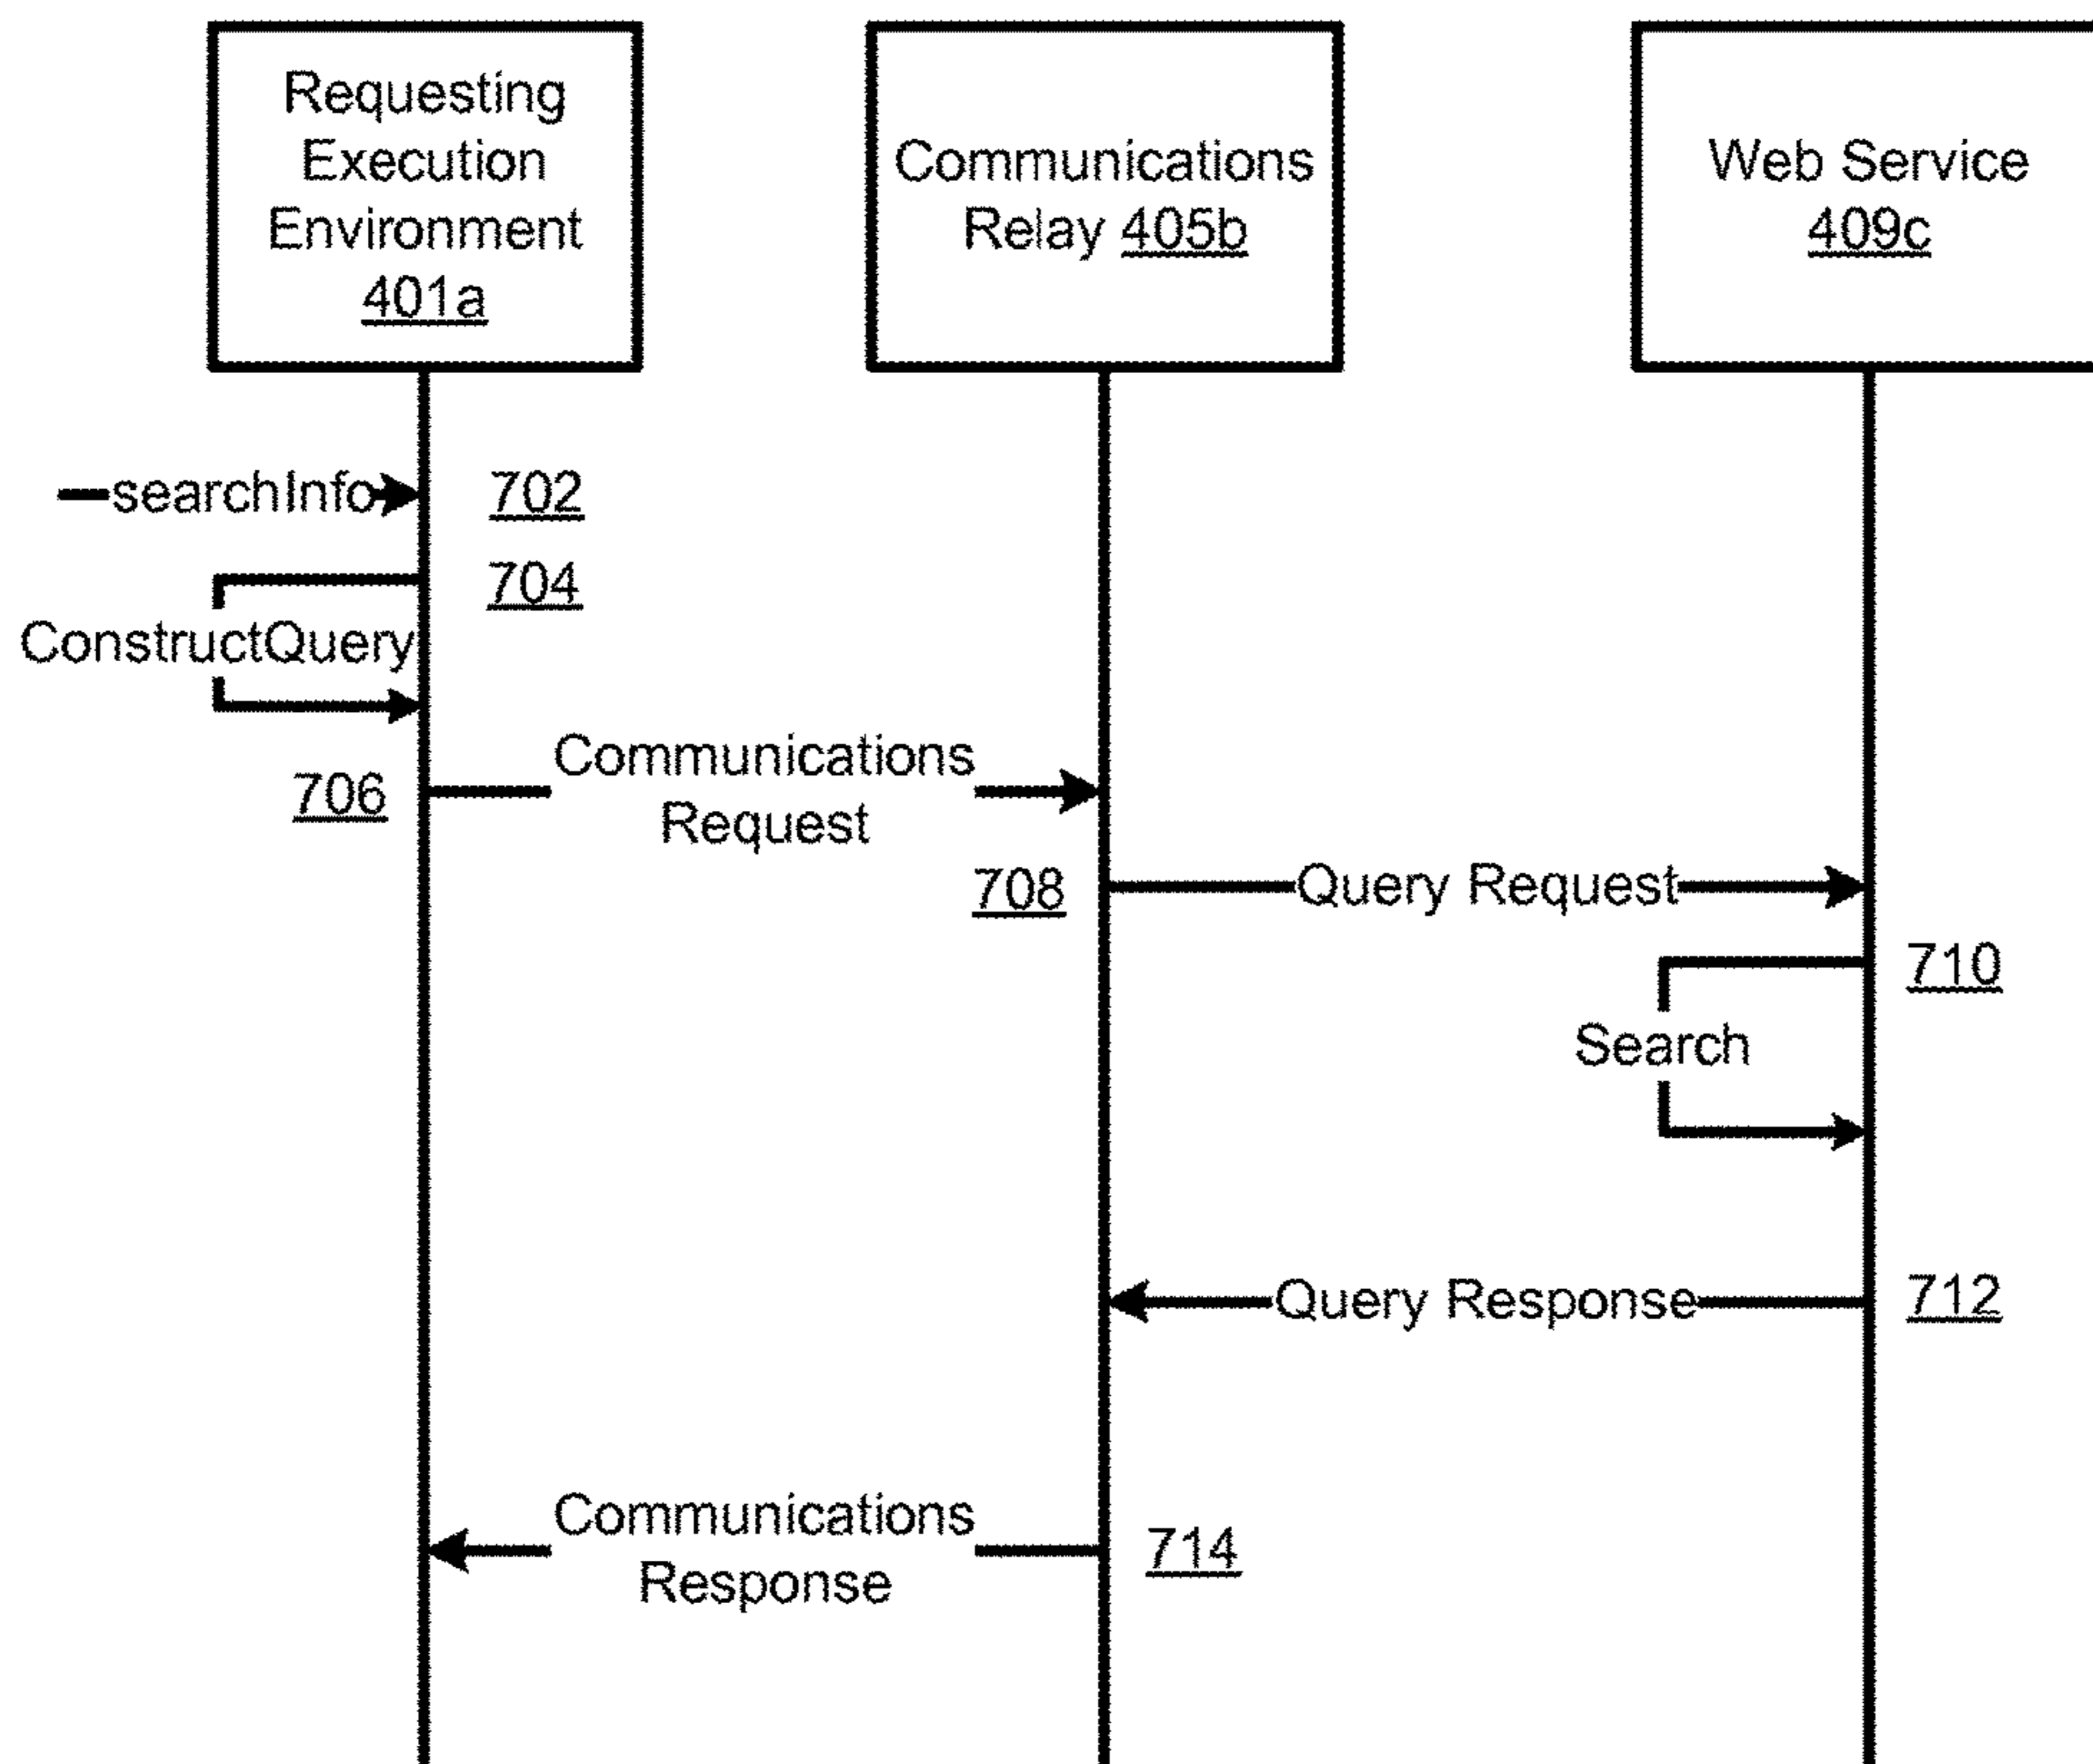 Requesting
Execution
Environment
401a
Communications
Relay 405b
Web Service
409c
searchInfo 702
704
ConstructQuery
706 Communications
Request
708 Query Request
710
Search
Query Response 712
Communications
Response 714